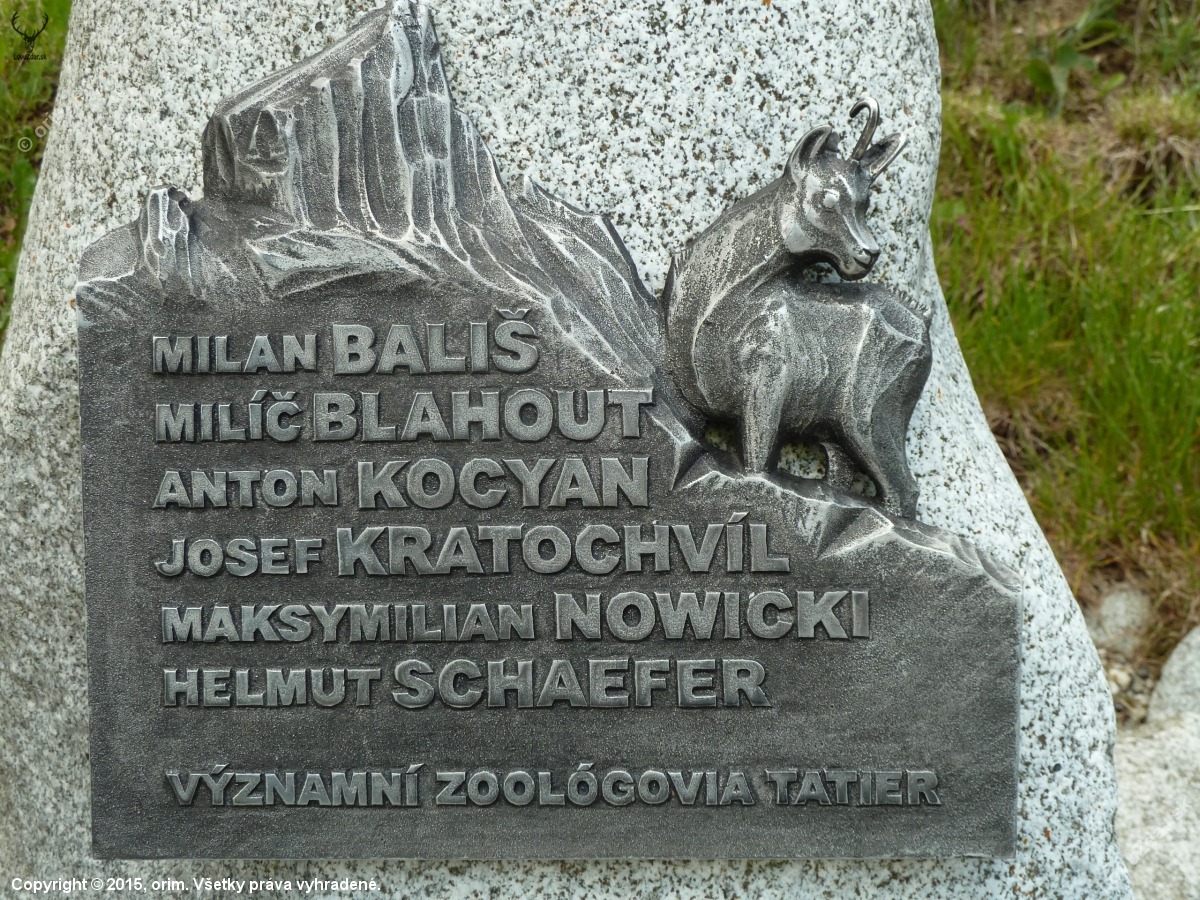 MILAN BALIŠ
MILÍČ BLAHOUT
ANTON KOCYAN
JOSEF KRATOCHVÍL
MAKSYMILIAN NOWICKI
HELMUT SCHAEFER
VÝZNAMNÍ ZOOLÓGOVIA TATIER
Copyright © 2015, orim. Všetky práva vyhradené.